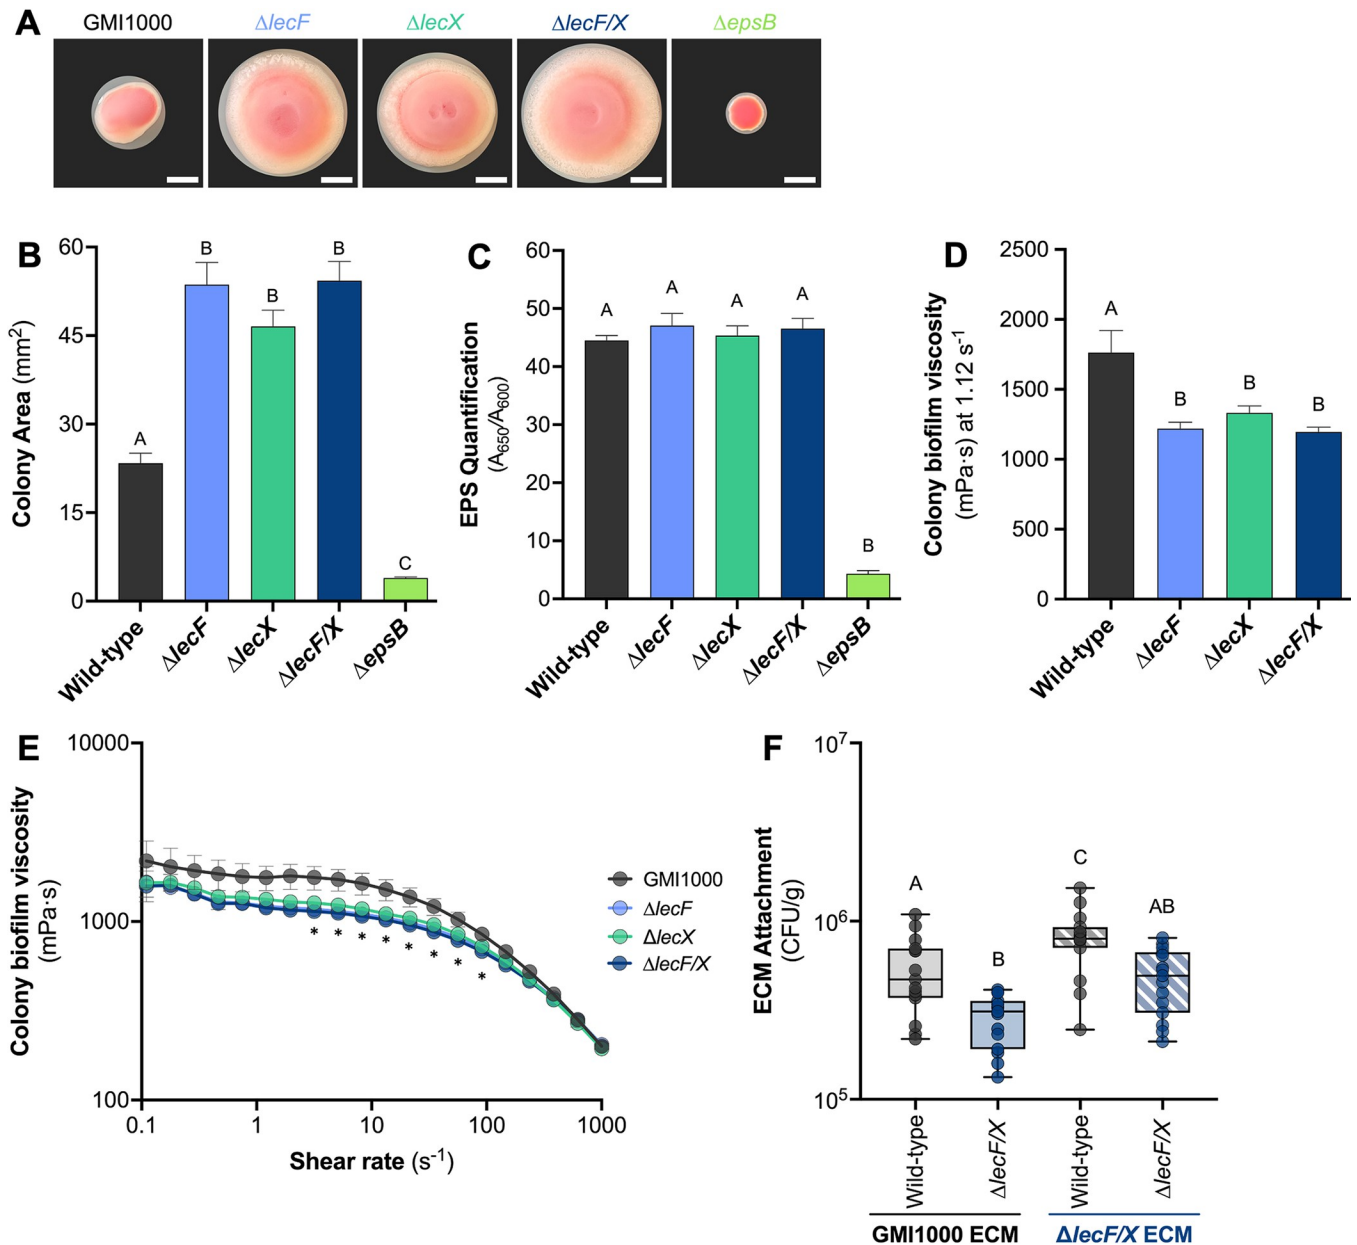 A
GMI1000
ΔlecF
ΔlecX
ΔlecF/X
ΔepsB
B
Colony Area (mm²)
60
45
30
15
0
A
B
B
B
C
Wild-type
ΔlecF
ΔlecX
ΔlecF/X
ΔepsB
C
EPS Quantification
(A₆₅₀/A₆₀₀)
60
50
40
30
20
10
0
A
A
A
A
B
Wild-type
ΔlecF
ΔlecX
ΔlecF/X
ΔepsB
D
Colony biofilm viscosity
(mPa·s) at 1.12 s⁻¹
2500
2000
1500
1000
500
0
A
B
B
B
Wild-type
ΔlecF
ΔlecX
ΔlecF/X
E
Colony biofilm viscosity
(mPa·s)
10000
1000
100
* * * * * * * *
0.1
1
10
100
1000
Shear rate (s⁻¹)
GMI1000
ΔlecF
ΔlecX
ΔlecF/X
F
ECM Attachment
(CFU/g)
10⁷
10⁶
10⁵
A
B
C
AB
Wild-type
ΔlecF/X
Wild-type
ΔlecF/X
GMI1000 ECM
ΔlecF/X ECM